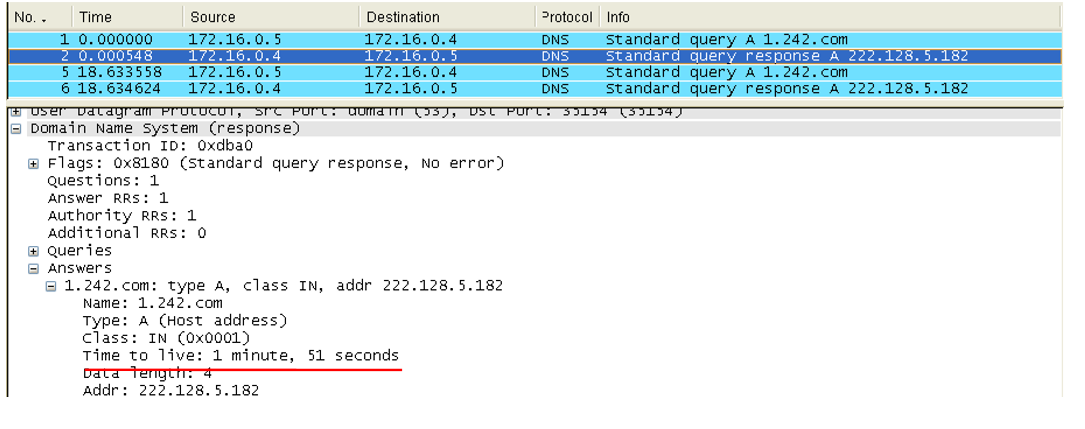 No. . Time Source Destination Protocol Info
1 0.000000 172.16.0.5 172.16.0.4 DNS Standard query A 1.242.com
2 0.000548 172.16.0.4 172.16.0.5 DNS Standard query response A 222.128.5.182
5 18.633558 172.16.0.5 172.16.0.4 DNS Standard query A 1.242.com
6 18.634624 172.16.0.4 172.16.0.5 DNS Standard query response A 222.128.5.182
User Datagram Protocol, Src Port: domain (53), Dst Port: 35154 (35154)
Domain Name System (response)
Transaction ID: 0xdba0
Flags: 0x8180 (Standard query response, No error)
Questions: 1
Answer RRs: 1
Authority RRs: 1
Additional RRs: 0
Queries
Answers
1.242.com: type A, class IN, addr 222.128.5.182
Name: 1.242.com
Type: A (Host address)
Class: IN (0x0001)
Time to live: 1 minute, 51 seconds
Data length: 4
Addr: 222.128.5.182